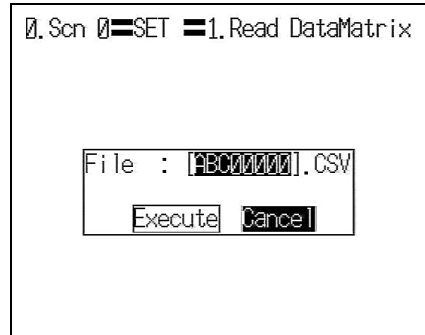 0.Scn 0=SET =1.Read DataMatrix
File : [ABC00000].CSV
Execute Cancel